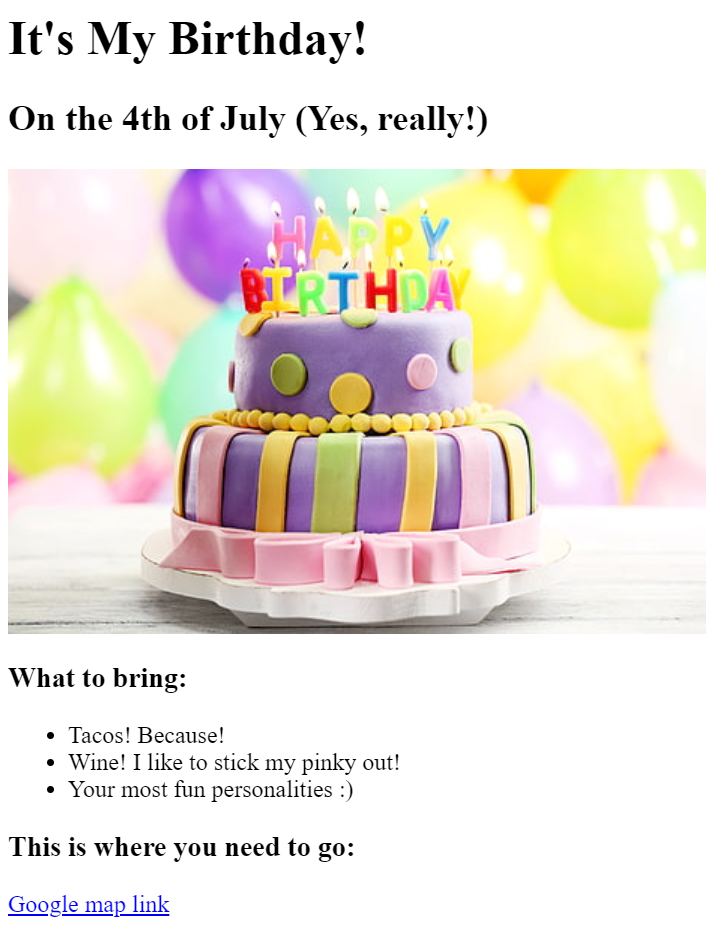 It's My Birthday!
On the 4th of July (Yes, really!)
HAPPY
BIRTHDAY
What to bring:
Tacos! Because!
Wine! I like to stick my pinky out!
Your most fun personalities :)
This is where you need to go:
Google map link